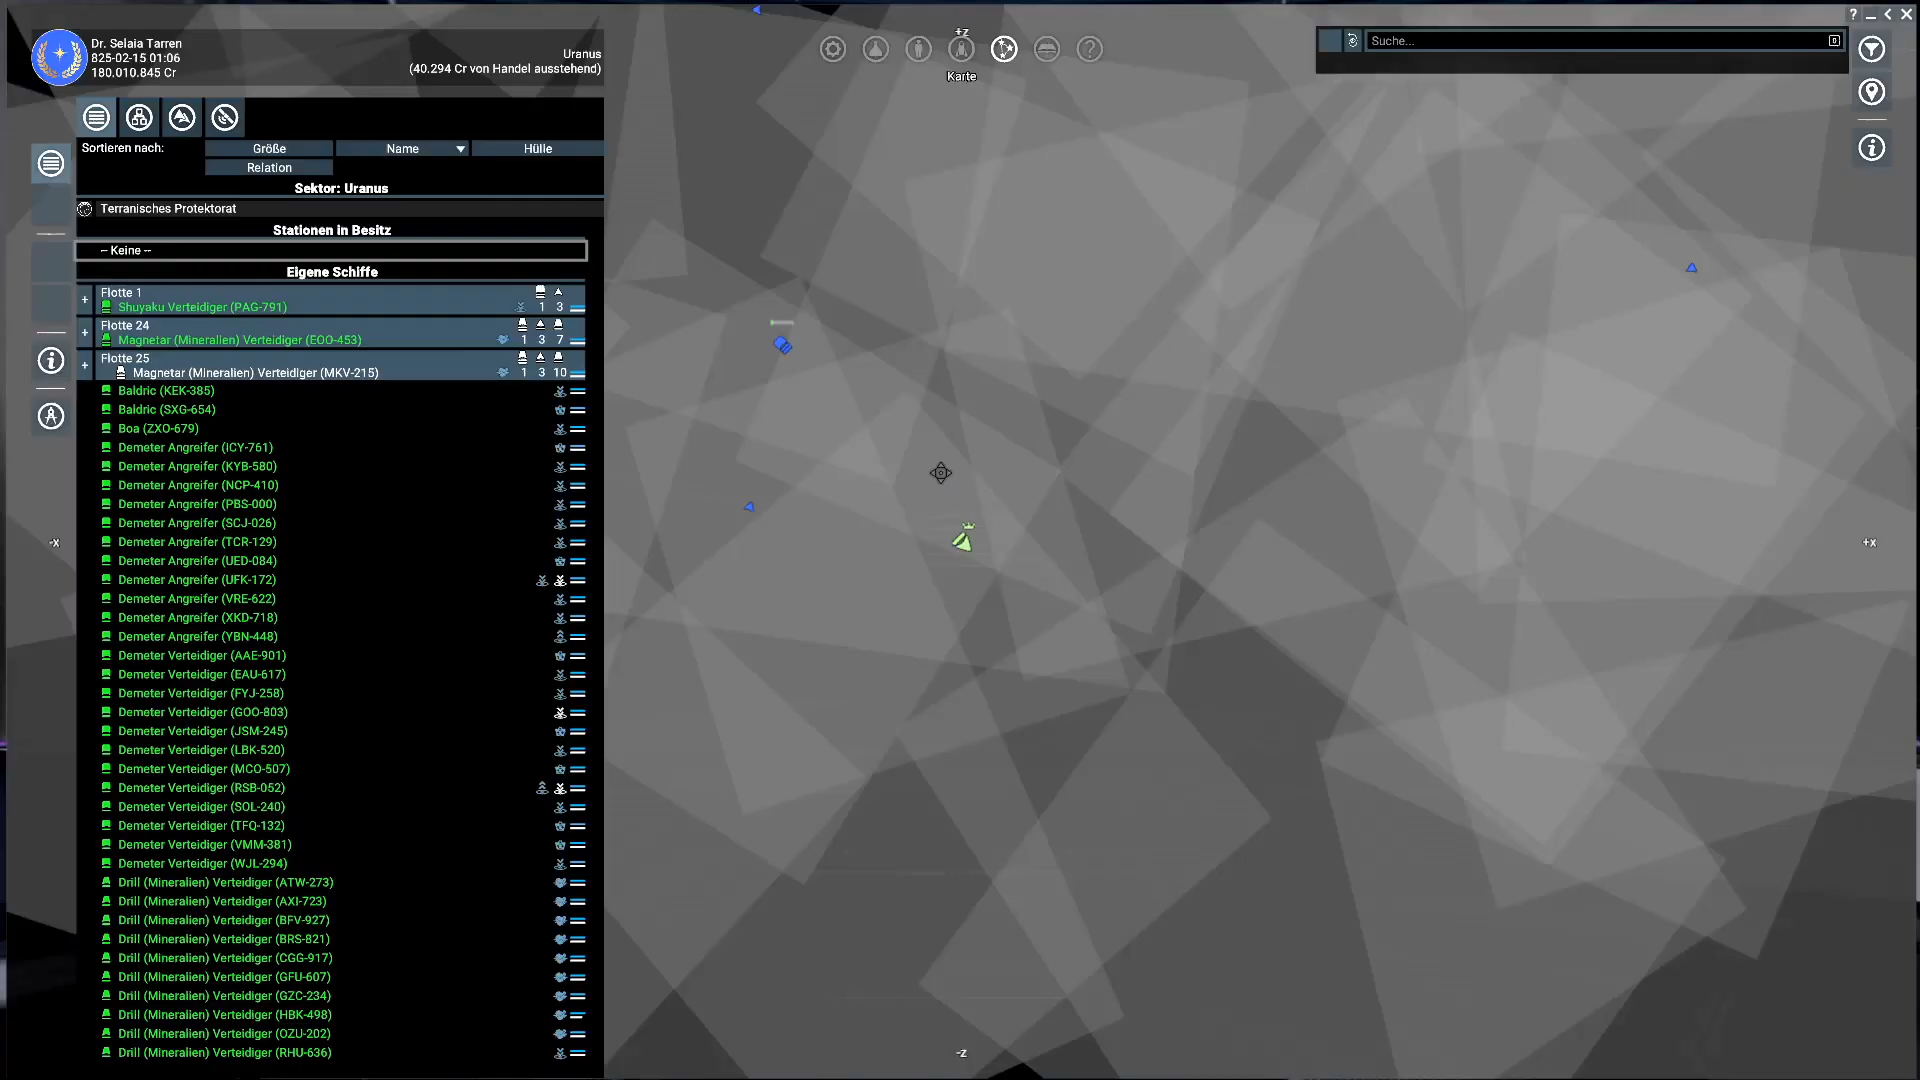 Dr. Selaia Tarren
825-02-15 01:06
180.010.845 Cr
Uranus
(40.294 Cr von Handel ausstehend)
+z
Karte
Suche...
Sortieren nach:
Größe
Name
Hülle
Relation
Sektor: Uranus
Terranisches Protektorat
Stationen in Besitz
-- Keine --
Eigene Schiffe
Flotte 1
Shuyaku Verteidiger (PAG-791) 1 3
Flotte 24
Magnetar (Mineralien) Verteidiger (EOO-453) 1 3 7
Flotte 25
Magnetar (Mineralien) Verteidiger (MKV-215) 1 3 10
Baldric (KEK-385)
Baldric (SXG-654)
Boa (ZXO-679)
Demeter Angreifer (ICY-761)
Demeter Angreifer (KYB-580)
Demeter Angreifer (NCP-410)
Demeter Angreifer (PBS-000)
Demeter Angreifer (SCJ-026)
Demeter Angreifer (TCR-129)
Demeter Angreifer (UED-084)
Demeter Angreifer (UFK-172)
Demeter Angreifer (VRE-622)
Demeter Angreifer (XKD-718)
Demeter Angreifer (YBN-448)
Demeter Verteidiger (AAE-901)
Demeter Verteidiger (EAU-617)
Demeter Verteidiger (FYJ-258)
Demeter Verteidiger (GOO-803)
Demeter Verteidiger (JSM-245)
Demeter Verteidiger (LBK-520)
Demeter Verteidiger (MCO-507)
Demeter Verteidiger (RSB-052)
Demeter Verteidiger (SOL-240)
Demeter Verteidiger (TFQ-132)
Demeter Verteidiger (VMM-381)
Demeter Verteidiger (WJL-294)
Drill (Mineralien) Verteidiger (ATW-273)
Drill (Mineralien) Verteidiger (AXI-723)
Drill (Mineralien) Verteidiger (BFV-927)
Drill (Mineralien) Verteidiger (BRS-821)
Drill (Mineralien) Verteidiger (CGG-917)
Drill (Mineralien) Verteidiger (GFU-607)
Drill (Mineralien) Verteidiger (GZC-234)
Drill (Mineralien) Verteidiger (HBK-498)
Drill (Mineralien) Verteidiger (OZU-202)
Drill (Mineralien) Verteidiger (RHU-636)
-x
+x
-z